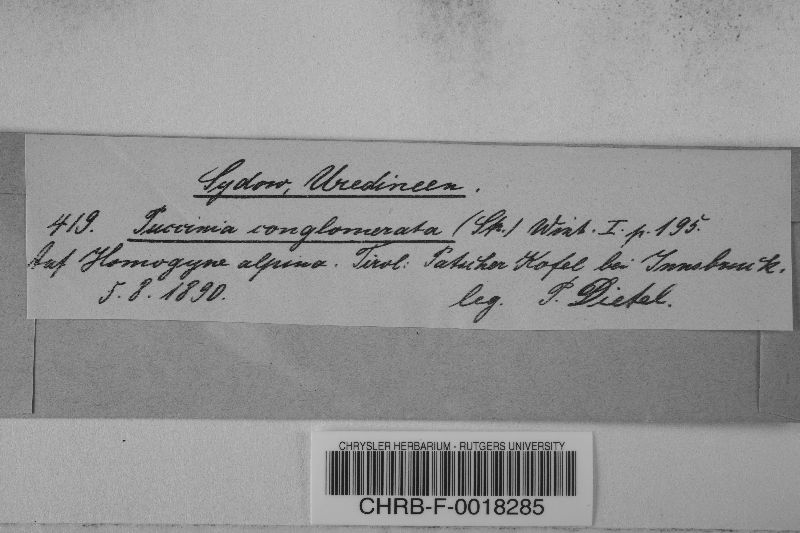 Sydow, Uredineen.
419. Puccinia conglomerata (Str.) Wint. I. p. 195.
Auf Homogyne alpina. Tirol: Patscher Kofel bei Innsbruck.
5. 8. 1890. leg. P. Dietel.
CHRYSLER HERBARIUM - RUTGERS UNIVERSITY
CHRB-F-0018285